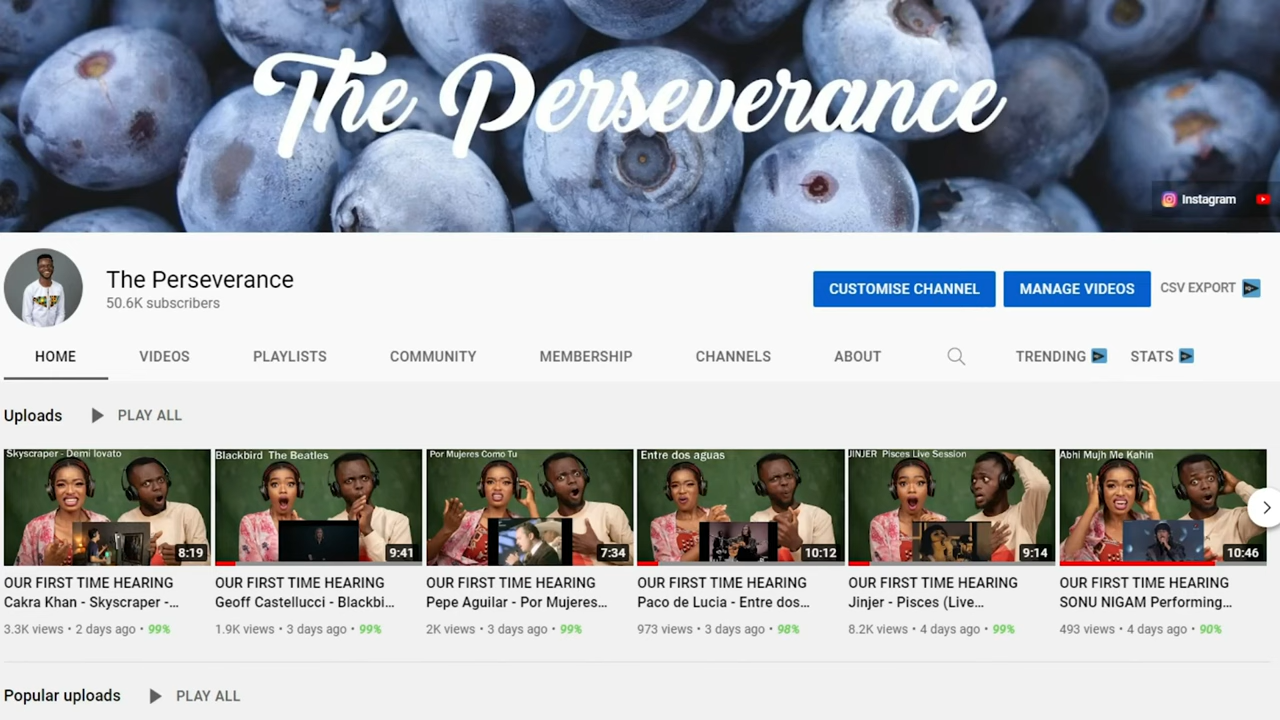 The Perseverance
Instagram
The Perseverance
50.6K subscribers
CUSTOMISE CHANNEL
MANAGE VIDEOS
CSV EXPORT
HOME
VIDEOS
PLAYLISTS
COMMUNITY
MEMBERSHIP
CHANNELS
ABOUT
TRENDING
STATS
Uploads
PLAY ALL
Skyscraper - Demi lovato
8:19
OUR FIRST TIME HEARING
Cakra Khan - Skyscraper -...
3.3K views • 2 days ago • 99%
Blackbird The Beatles
9:41
OUR FIRST TIME HEARING
Geoff Castellucci - Blackbi...
1.9K views • 3 days ago • 99%
Por Mujeres Como Tu
7:34
OUR FIRST TIME HEARING
Pepe Aguilar - Por Mujeres...
2K views • 3 days ago • 99%
Entre dos aguas
10:12
OUR FIRST TIME HEARING
Paco de Lucia - Entre dos...
973 views • 3 days ago • 98%
JINJER Pisces Live Session
9:14
OUR FIRST TIME HEARING
Jinjer - Pisces (Live...
8.2K views • 4 days ago • 99%
Abhi Mujh Me Kahin
10:46
OUR FIRST TIME HEARING
SONU NIGAM Performing...
493 views • 4 days ago • 90%
Popular uploads
PLAY ALL